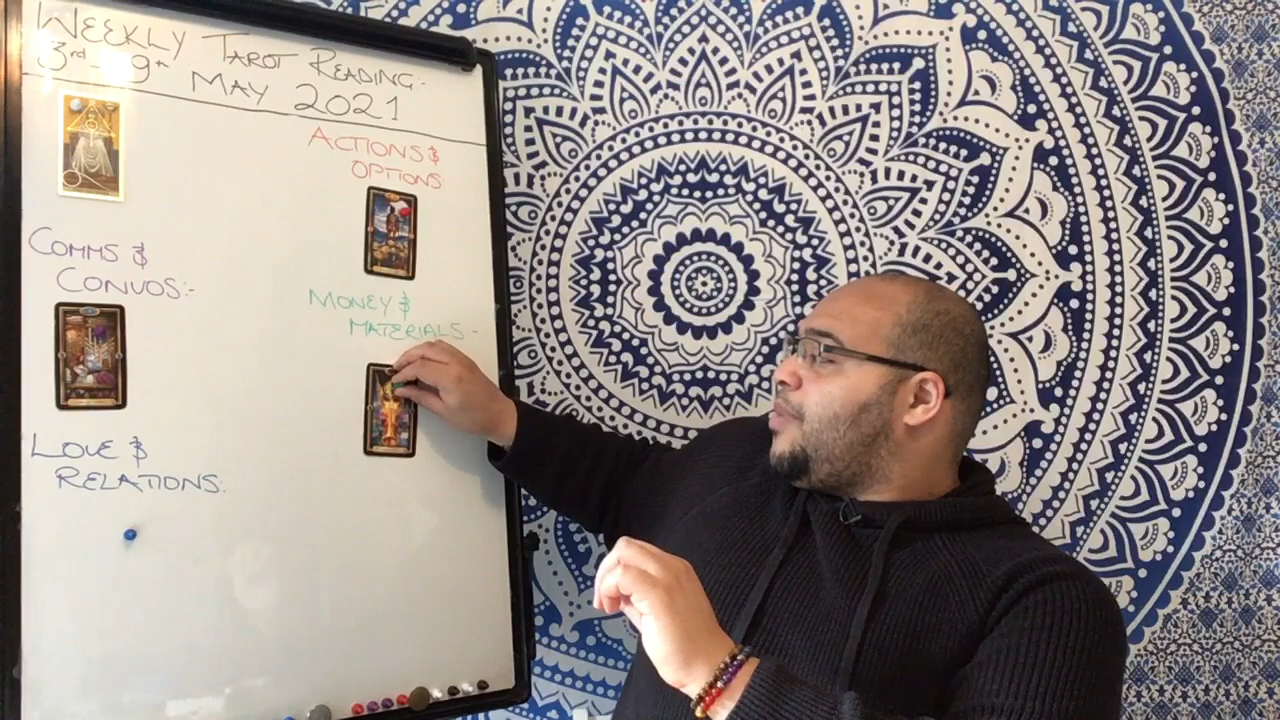 WEEKLY TAROT READING:-
3rd - 9th MAY 2021
ACTIONS &
OPTIONS:
COMMS &
CONVOS:-
MONEY &
MATERIALS:-
LOVE &
RELATIONS: